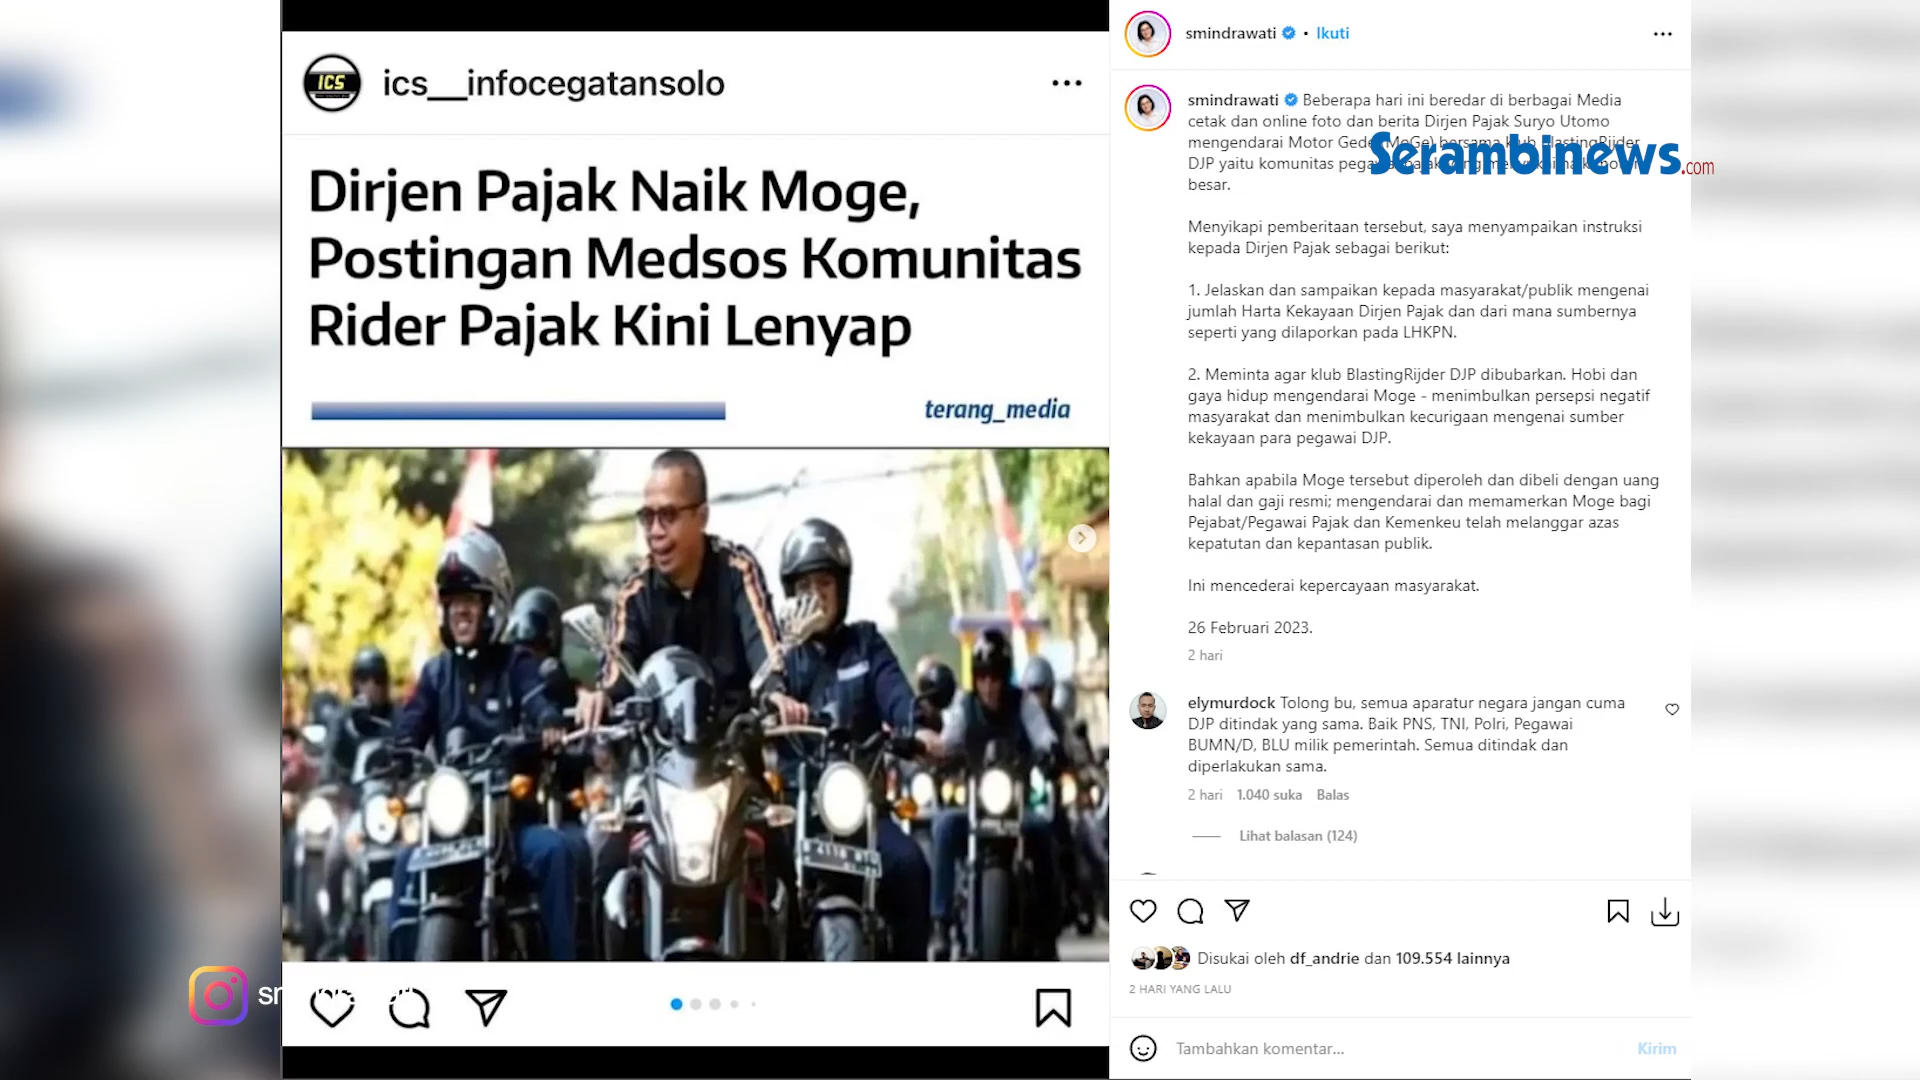 ICS
ics__infocegatansolo
Dirjen Pajak Naik Moge,
Postingan Medsos Komunitas
Rider Pajak Kini Lenyap
terang_media
smindrawati • Ikuti
smindrawati Beberapa hari ini beredar di berbagai Media
cetak dan online foto dan berita Dirjen Pajak Suryo Utomo
mengendarai Motor Gede (MoGe) bersama klub BlastingRijder
DJP yaitu komunitas
besar.
Serambinews.com
Menyikapi pemberitaan tersebut, saya menyampaikan instruksi
kepada Dirjen Pajak sebagai berikut:
1. Jelaskan dan sampaikan kepada masyarakat/publik mengenai
jumlah Harta Kekayaan Dirjen Pajak dan dari mana sumbernya
seperti yang dilaporkan pada LHKPN.
2. Meminta agar klub BlastingRijder DJP dibubarkan. Hobi dan
gaya hidup mengendarai Moge - menimbulkan persepsi negatif
masyarakat dan menimbulkan kecurigaan mengenai sumber
kekayaan para pegawai DJP.
Bahkan apabila Moge tersebut diperoleh dan dibeli dengan uang
halal dan gaji resmi; mengendarai dan memamerkan Moge bagi
Pejabat/Pegawai Pajak dan Kemenkeu telah melanggar azas
kepatutan dan kepantasan publik.
Ini mencederai kepercayaan masyarakat.
26 Februari 2023.
2 hari
elymurdock Tolong bu, semua aparatur negara jangan cuma
DJP ditindak yang sama. Baik PNS, TNI, Polri, Pegawai
BUMN/D, BLU milik pemerintah. Semua ditindak dan
diperlakukan sama.
2 hari 1.040 suka Balas
Lihat balasan (124)
Disukai oleh df_andrie dan 109.554 lainnya
2 HARI YANG LALU
Tambahkan komentar... Kirim